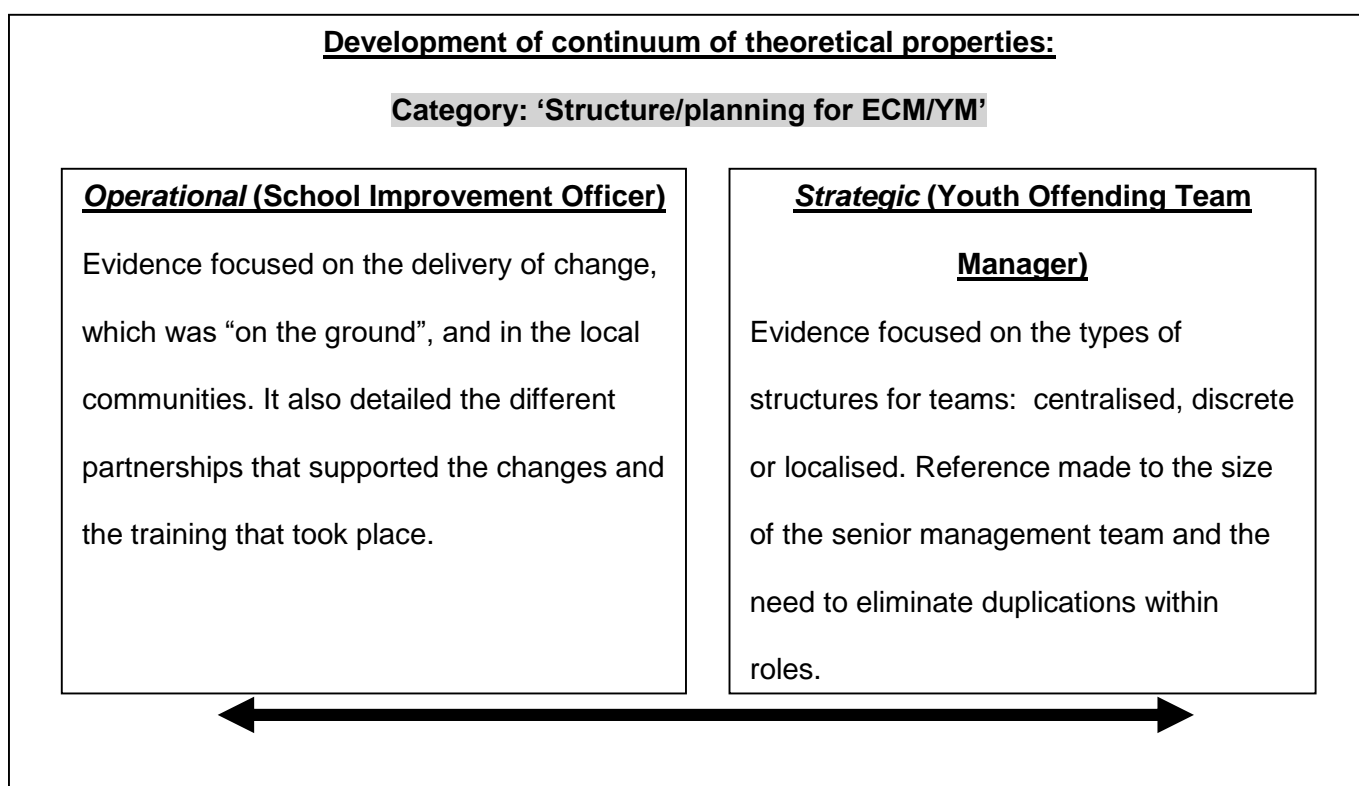 Development of continuum of theoretical properties:
Category: ‘Structure/planning for ECM/YM’
Operational (School Improvement Officer)
Evidence focused on the delivery of change,
which was “on the ground”, and in the local
communities. It also detailed the different
partnerships that supported the changes and
the training that took place.
Strategic (Youth Offending Team
Manager)
Evidence focused on the types of
structures for teams:  centralised, discrete
or localised. Reference made to the size
of the senior management team and the
need to eliminate duplications within
roles.